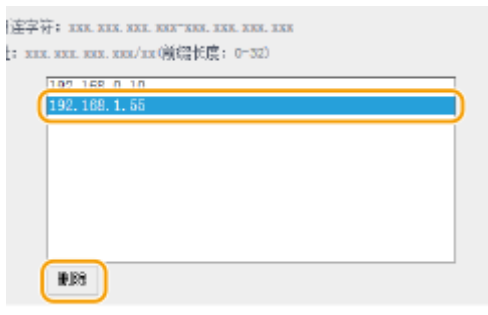 连字符: xxx.xxx.xxx.xxx-xxx.xxx.xxx.xxx
: xxx.xxx.xxx.xxx/xx(前缀长度: 0-32)
192.168.0.10
192.168.1.55
删除